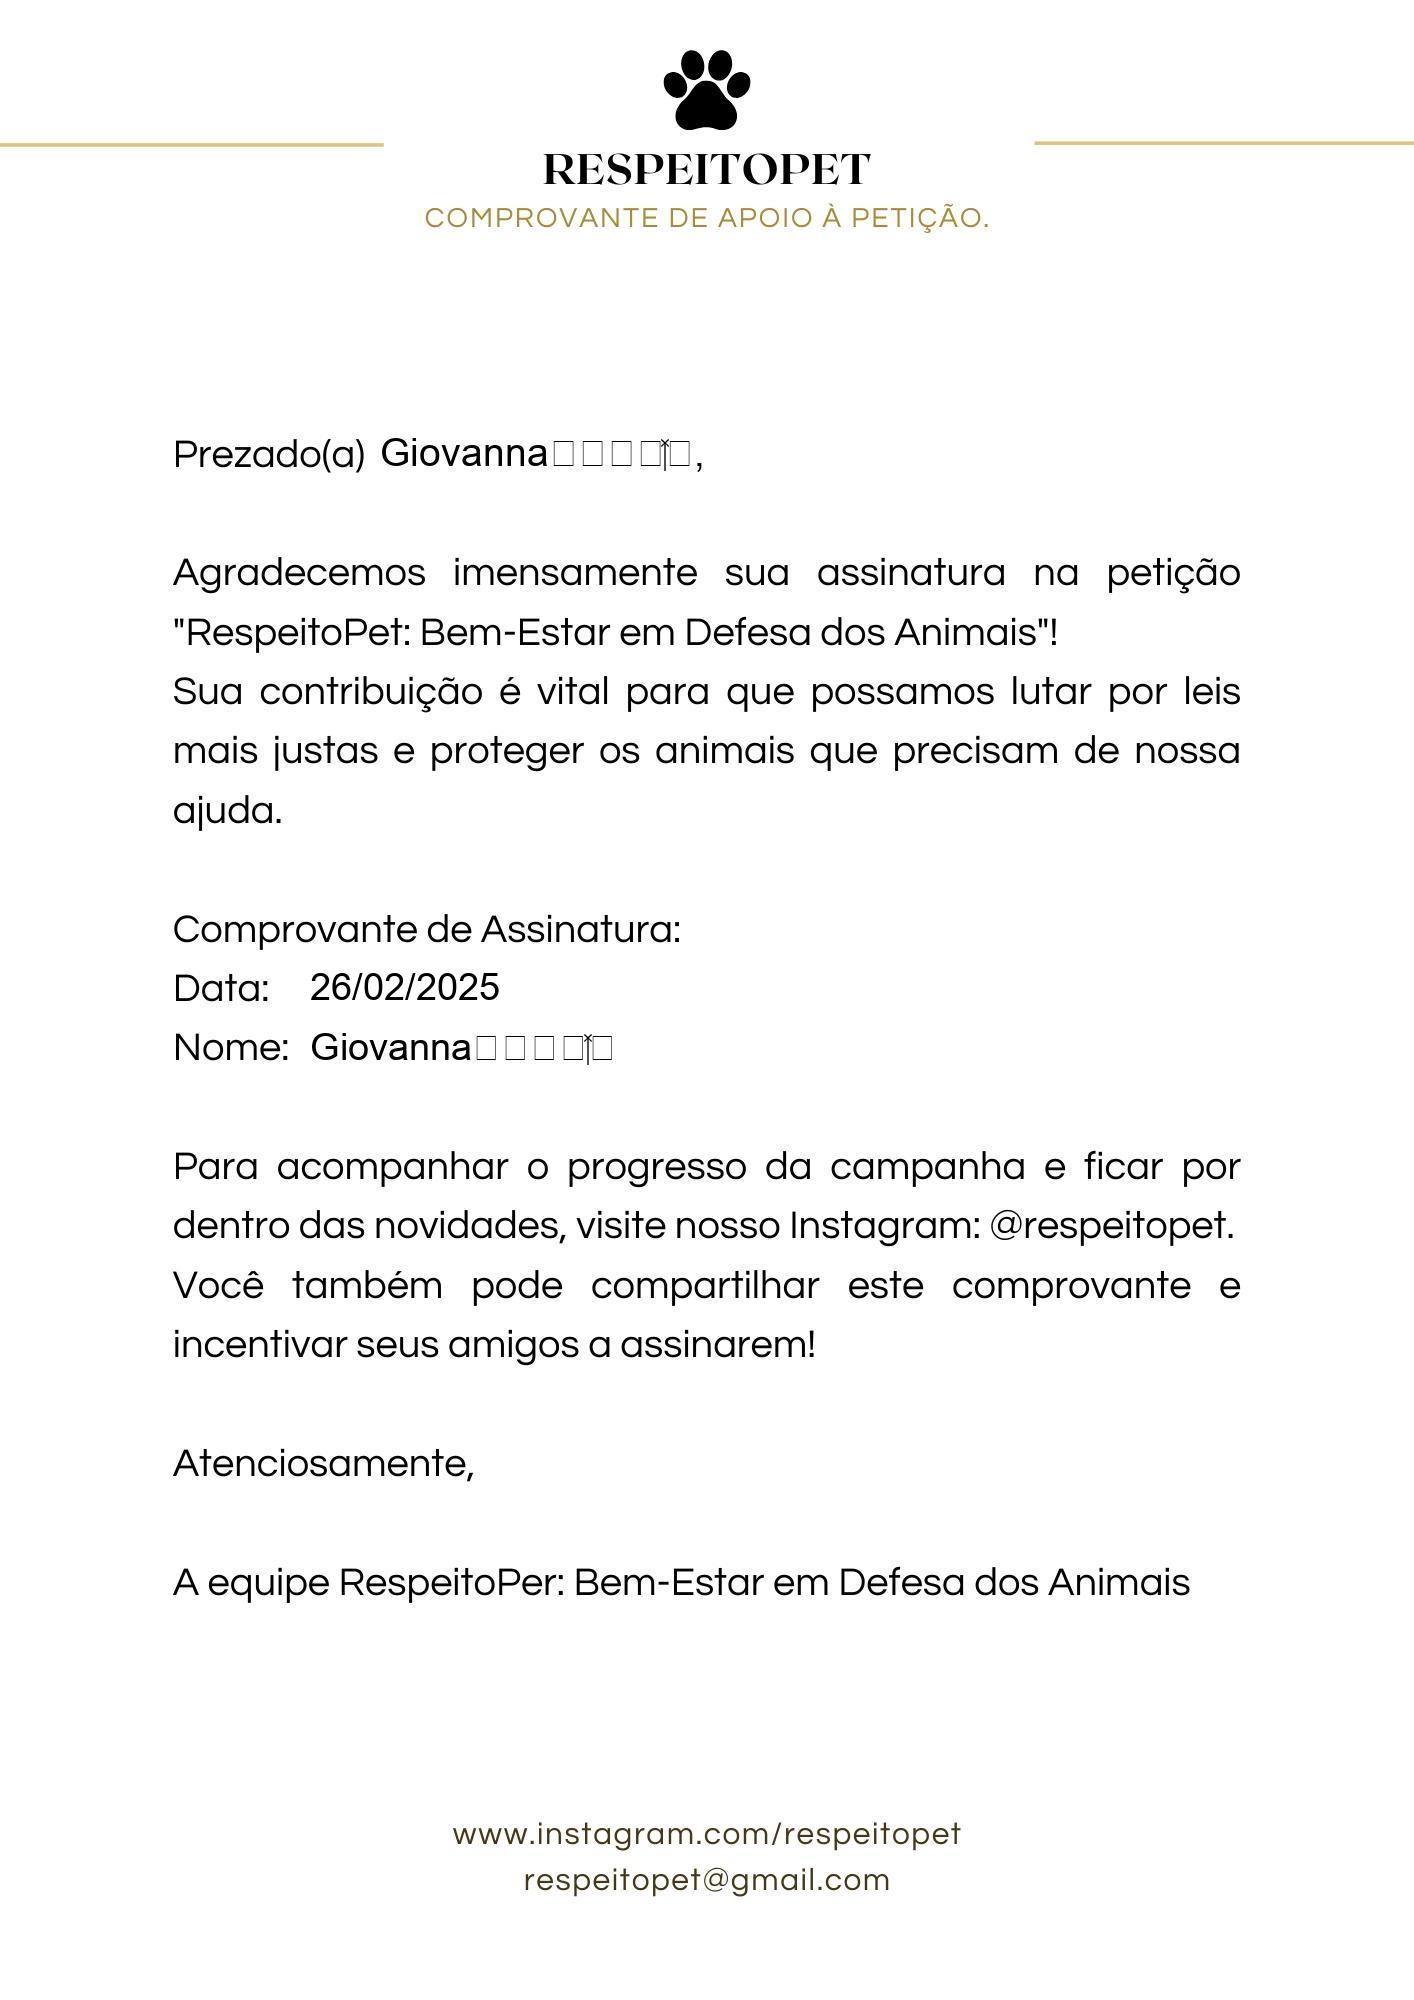 RESPEITOPET
COMPROVANTE DE APOIO À PETIÇÃO.
Prezado(a) Giovanna□□□□□,
Agradecemos imensamente sua assinatura na petição
"RespeitoPet: Bem-Estar em Defesa dos Animais"!
Sua contribuição é vital para que possamos lutar por leis
mais justas e proteger os animais que precisam de nossa
ajuda.
Comprovante de Assinatura:
Data: 26/02/2025
Nome: Giovanna□□□□□
Para acompanhar o progresso da campanha e ficar por
dentro das novidades, visite nosso Instagram: @respeitopet.
Você também pode compartilhar este comprovante e
incentivar seus amigos a assinarem!
Atenciosamente,
A equipe RespeitoPer: Bem-Estar em Defesa dos Animais
www.instagram.com/respeitopet
respeitopet@gmail.com